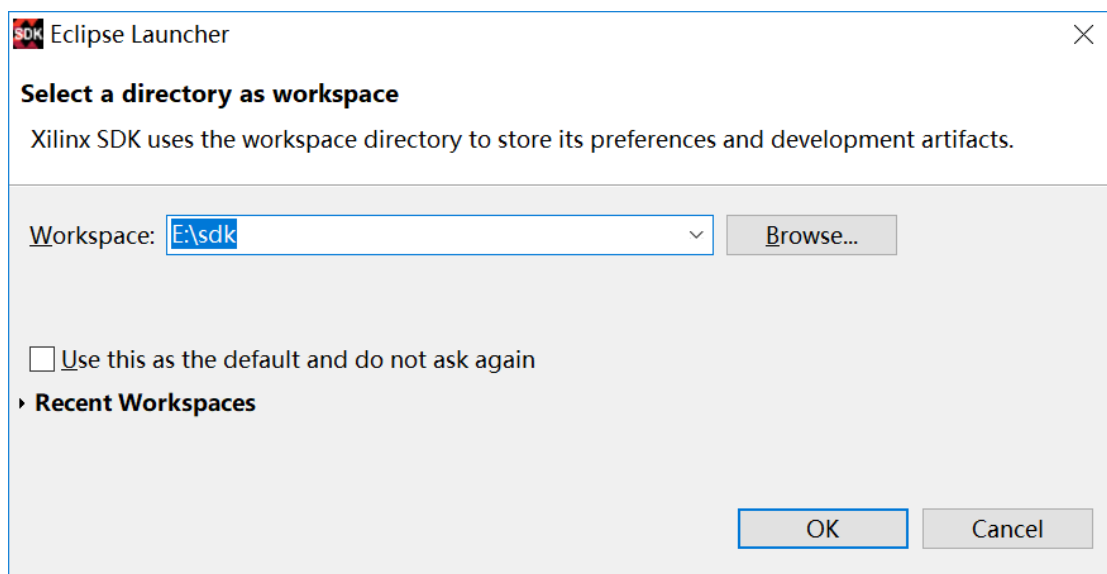 SDK Eclipse Launcher
Select a directory as workspace
Xilinx SDK uses the workspace directory to store its preferences and development artifacts.
Workspace: E:\sdk Browse...
Use this as the default and do not ask again
Recent Workspaces
OK Cancel